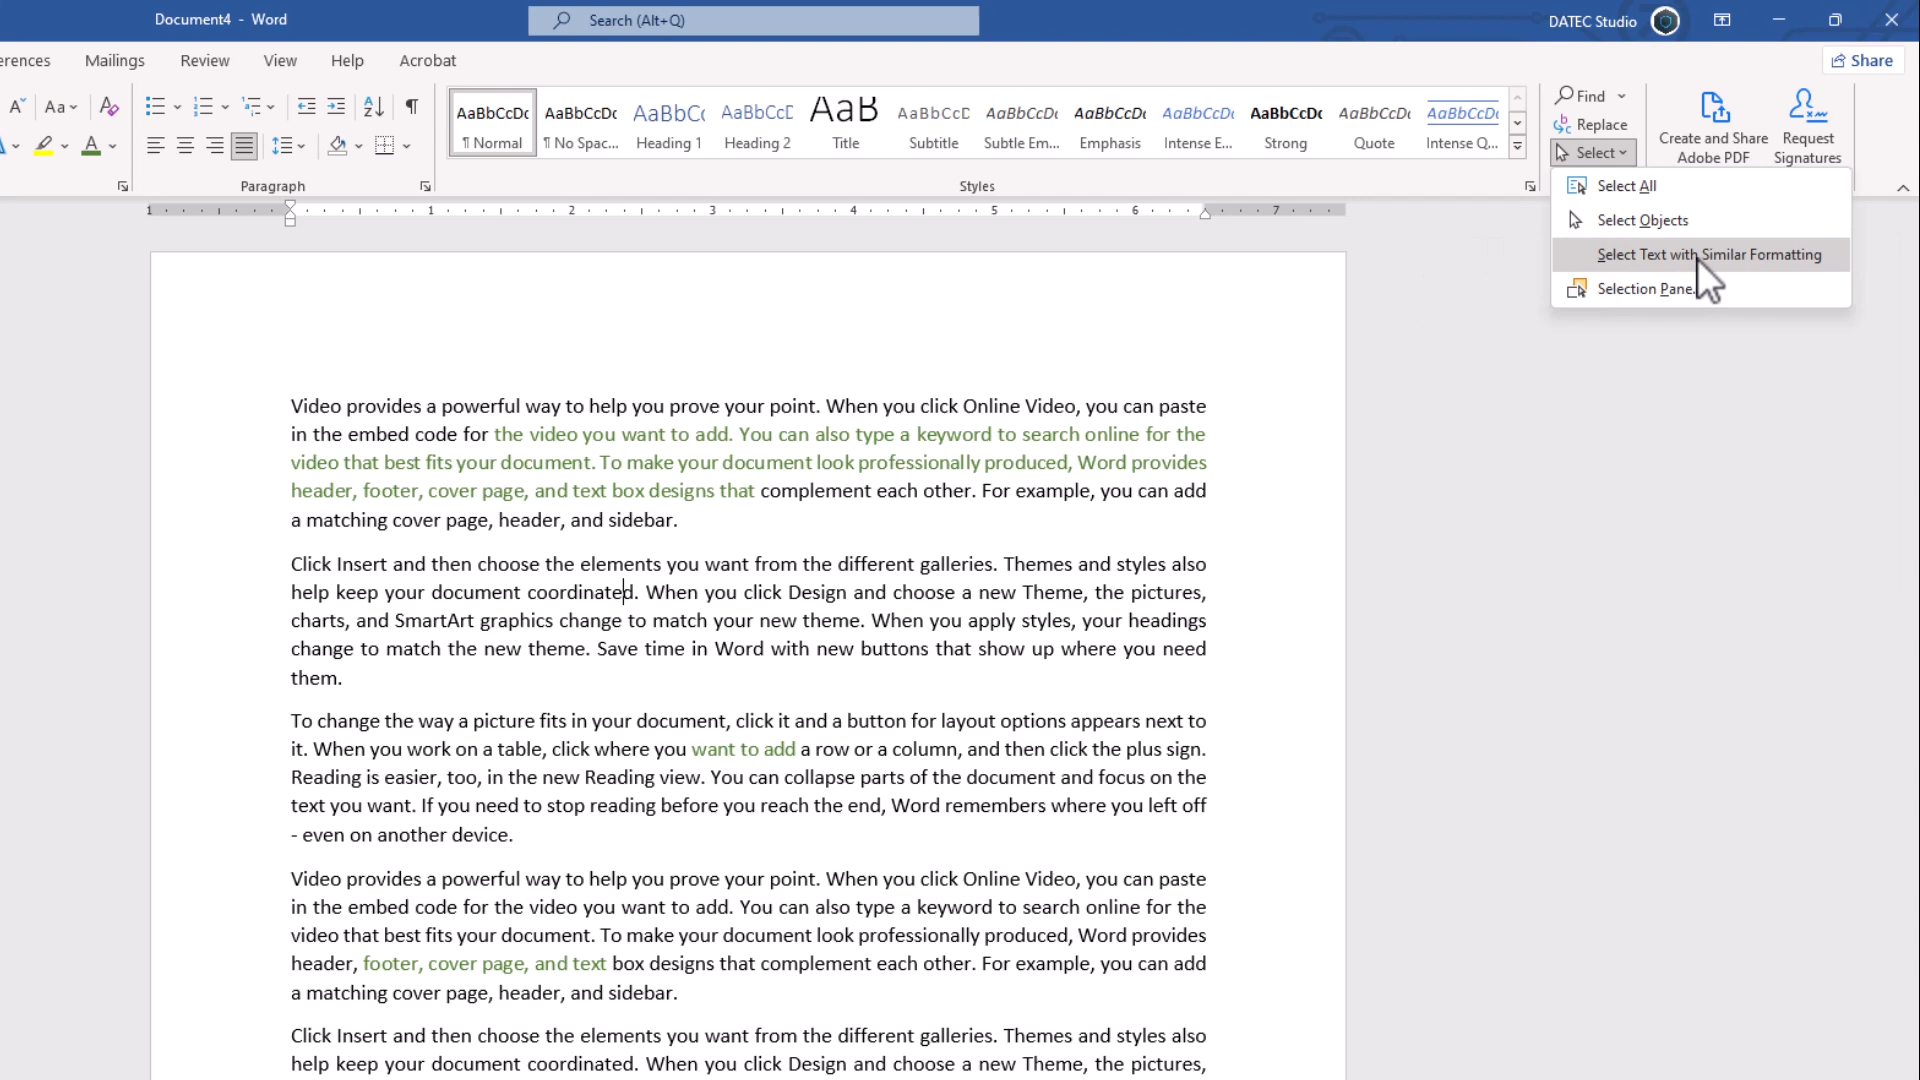 Document4 - Word
Search (Alt+Q)
DATEC Studio
erences Mailings Review View Help Acrobat
Share
Aa
AaBbCcDc AaBbCcDc AaBbCc AaBbCcD AaB AaBbCcD AaBbCcDc AaBbCcDc AaBbCcDc AaBbCcDc AaBbCcDc AaBbCcDc
¶ Normal ¶ No Spac... Heading 1 Heading 2 Title Subtitle Subtle Em... Emphasis Intense E... Strong Quote Intense Q...
Find
Replace
Select
Create and Share
Adobe PDF
Request
Signatures
Paragraph
Styles
Select All
Select Objects
Select Text with Similar Formatting
Selection Pane.
1 1 2 3 4 5 6 7
Video provides a powerful way to help you prove your point. When you click Online Video, you can paste
in the embed code for the video you want to add. You can also type a keyword to search online for the
video that best fits your document. To make your document look professionally produced, Word provides
header, footer, cover page, and text box designs that complement each other. For example, you can add
a matching cover page, header, and sidebar.
Click Insert and then choose the elements you want from the different galleries. Themes and styles also
help keep your document coordinated. When you click Design and choose a new Theme, the pictures,
charts, and SmartArt graphics change to match your new theme. When you apply styles, your headings
change to match the new theme. Save time in Word with new buttons that show up where you need
them.
To change the way a picture fits in your document, click it and a button for layout options appears next to
it. When you work on a table, click where you want to add a row or a column, and then click the plus sign.
Reading is easier, too, in the new Reading view. You can collapse parts of the document and focus on the
text you want. If you need to stop reading before you reach the end, Word remembers where you left off
- even on another device.
Video provides a powerful way to help you prove your point. When you click Online Video, you can paste
in the embed code for the video you want to add. You can also type a keyword to search online for the
video that best fits your document. To make your document look professionally produced, Word provides
header, footer, cover page, and text box designs that complement each other. For example, you can add
a matching cover page, header, and sidebar.
Click Insert and then choose the elements you want from the different galleries. Themes and styles also
help keep your document coordinated. When you click Design and choose a new Theme, the pictures,